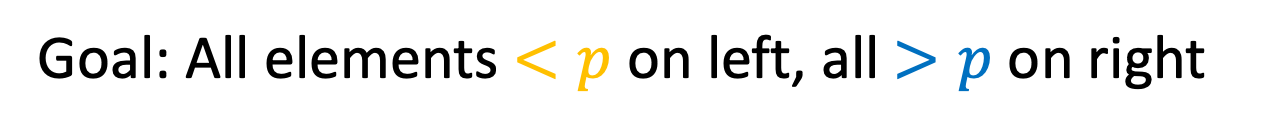 Goal: All elements < p on left, all > p on right